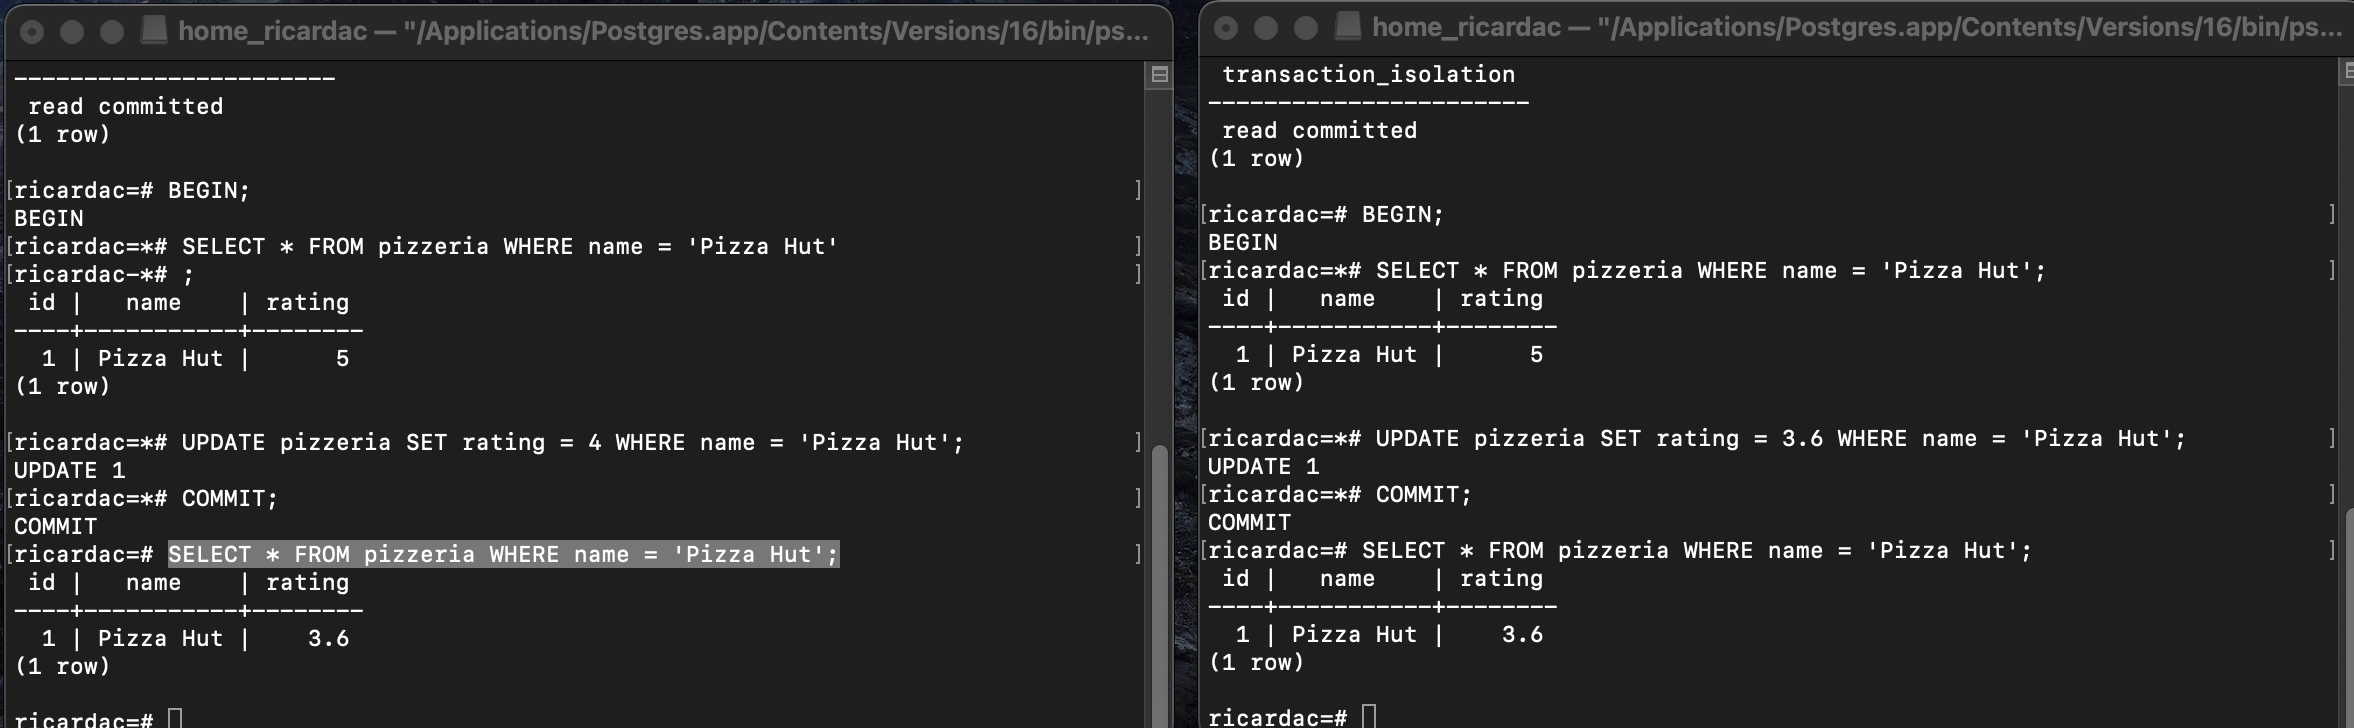 home_ricardac — "/Applications/Postgres.app/Contents/Versions/16/bin/ps...
-----------------------
 read committed
(1 row)

[ricardac=# BEGIN; ]
BEGIN
[ricardac=*# SELECT * FROM pizzeria WHERE name = 'Pizza Hut' ]
[ricardac-*# ; ]
 id |   name    | rating
----+-----------+--------
  1 | Pizza Hut |      5
(1 row)

[ricardac=*# UPDATE pizzeria SET rating = 4 WHERE name = 'Pizza Hut'; ]
UPDATE 1
[ricardac=*# COMMIT; ]
COMMIT
[ricardac=# SELECT * FROM pizzeria WHERE name = 'Pizza Hut'; ]
 id |   name    | rating
----+-----------+--------
  1 | Pizza Hut |    3.6
(1 row)

ricardac=#
home_ricardac — "/Applications/Postgres.app/Contents/Versions/16/bin/ps...
 transaction_isolation
-----------------------
 read committed
(1 row)

[ricardac=# BEGIN; ]
BEGIN
[ricardac=*# SELECT * FROM pizzeria WHERE name = 'Pizza Hut'; ]
 id |   name    | rating
----+-----------+--------
  1 | Pizza Hut |      5
(1 row)

[ricardac=*# UPDATE pizzeria SET rating = 3.6 WHERE name = 'Pizza Hut'; ]
UPDATE 1
[ricardac=*# COMMIT; ]
COMMIT
[ricardac=# SELECT * FROM pizzeria WHERE name = 'Pizza Hut'; ]
 id |   name    | rating
----+-----------+--------
  1 | Pizza Hut |    3.6
(1 row)

ricardac=#